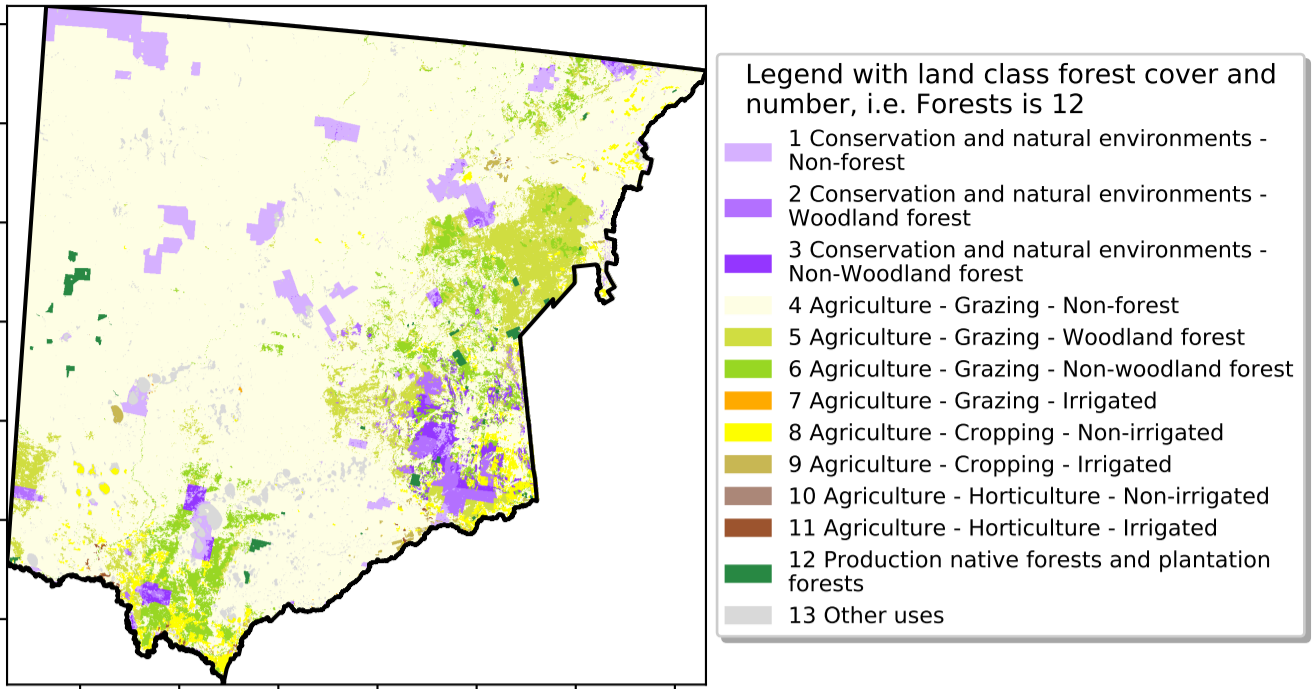 Legend with land class forest cover and
number, i.e. Forests is 12
1 Conservation and natural environments -
Non-forest
2 Conservation and natural environments -
Woodland forest
3 Conservation and natural environments -
Non-Woodland forest
4 Agriculture - Grazing - Non-forest
5 Agriculture - Grazing - Woodland forest
6 Agriculture - Grazing - Non-woodland forest
7 Agriculture - Grazing - Irrigated
8 Agriculture - Cropping - Non-irrigated
9 Agriculture - Cropping - Irrigated
10 Agriculture - Horticulture - Non-irrigated
11 Agriculture - Horticulture - Irrigated
12 Production native forests and plantation
forests
13 Other uses